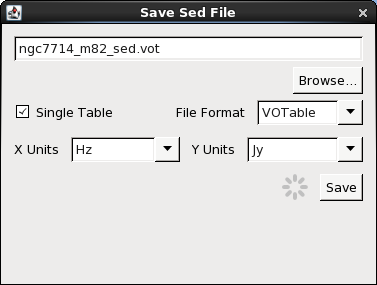 Save Sed File
ngc7714_m82_sed.vot
Browse...
Single Table File Format VOTable
X Units Hz Y Units Jy
Save